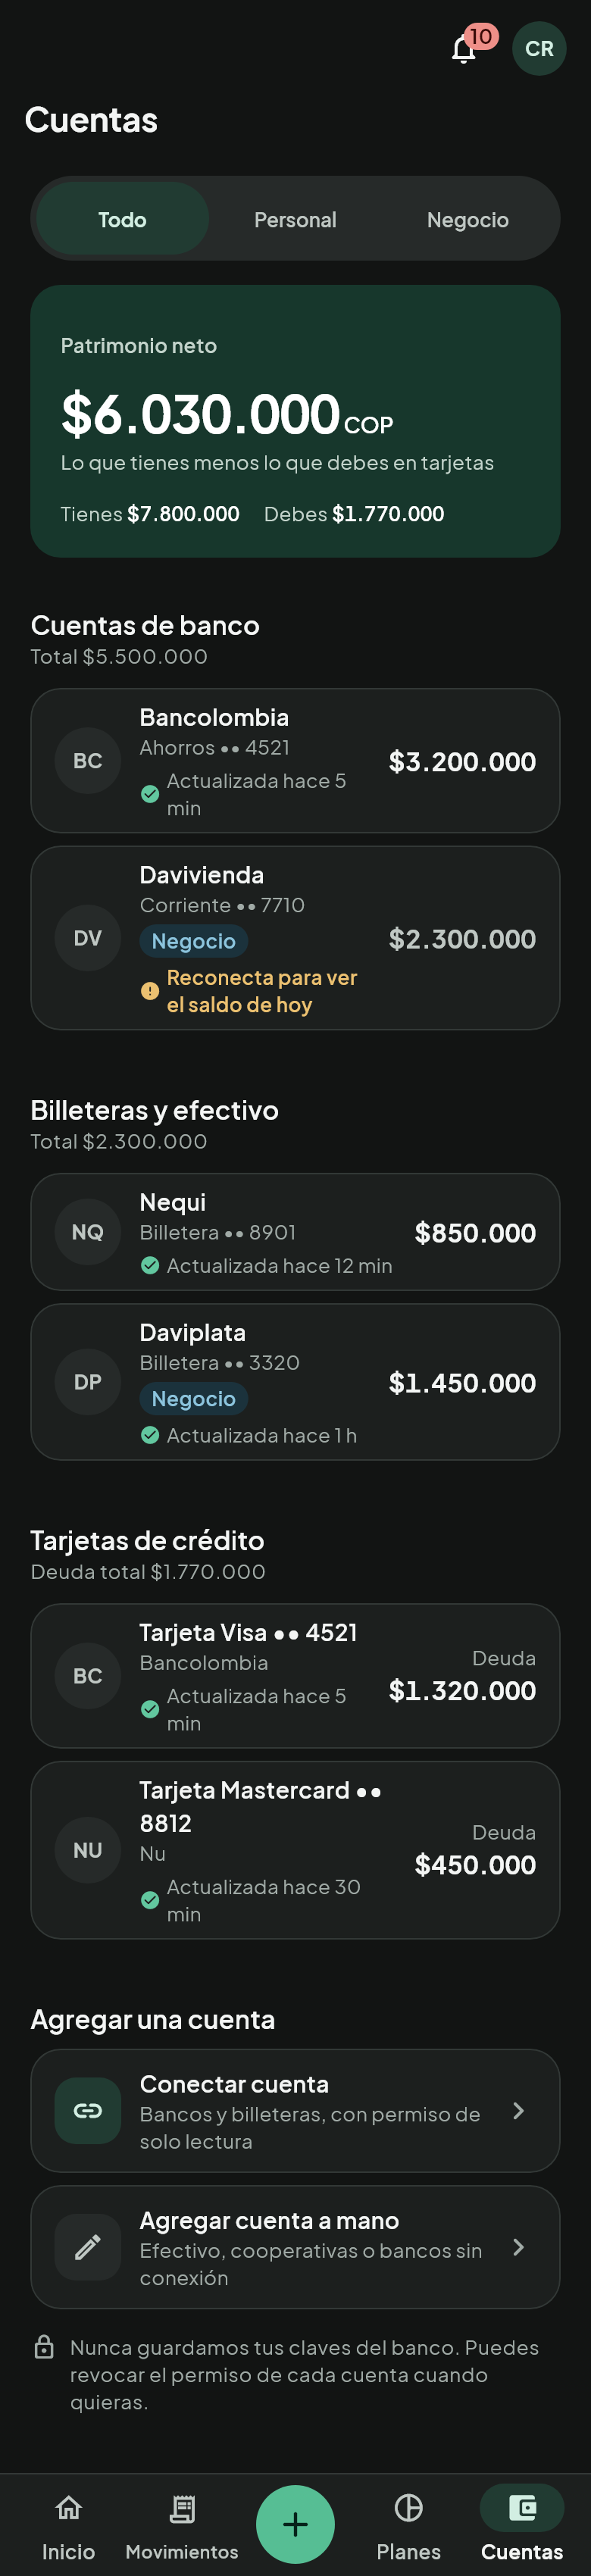 10
CR
Cuentas
Todo Personal Negocio
Patrimonio neto
$6.030.000 COP
Lo que tienes menos lo que debes en tarjetas
Tienes $7.800.000 Debes $1.770.000
Cuentas de banco
Total $5.500.000
BC
Bancolombia
Ahorros •• 4521
Actualizada hace 5
min
$3.200.000
DV
Davivienda
Corriente •• 7710
Negocio
Reconecta para ver
el saldo de hoy
$2.300.000
Billeteras y efectivo
Total $2.300.000
NQ
Nequi
Billetera •• 8901
Actualizada hace 12 min
$850.000
DP
Daviplata
Billetera •• 3320
Negocio
Actualizada hace 1 h
$1.450.000
Tarjetas de crédito
Deuda total $1.770.000
BC
Tarjeta Visa •• 4521
Bancolombia
Actualizada hace 5
min
Deuda
$1.320.000
NU
Tarjeta Mastercard ••
8812
Nu
Actualizada hace 30
min
Deuda
$450.000
Agregar una cuenta
Conectar cuenta
Bancos y billeteras, con permiso de
solo lectura
Agregar cuenta a mano
Efectivo, cooperativas o bancos sin
conexión
Nunca guardamos tus claves del banco. Puedes
revocar el permiso de cada cuenta cuando
quieras.
Inicio Movimientos Planes Cuentas